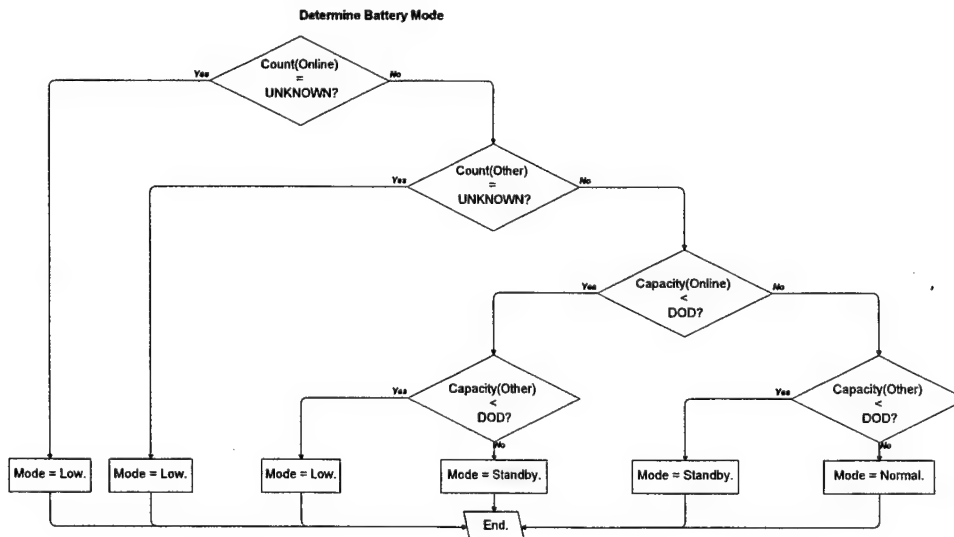 Determine Battery Mode
Count(Online)
=
UNKNOWN?
Yes
No
Count(Other)
=
UNKNOWN?
Yes
No
Capacity(Online)
<
DOD?
Yes
No
Capacity(Other)
<
DOD?
Yes
No
Capacity(Other)
<
DOD?
Yes
No
Mode = Low.
Mode = Low.
Mode = Low.
Mode = Standby.
Mode = Standby.
Mode = Normal.
End.